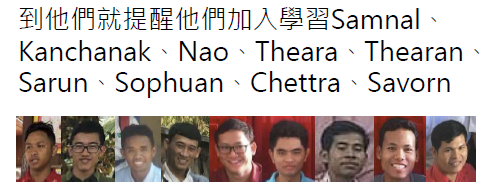 到他們就提醒他們加入學習Samnal、
Kanchanak、Nao、Theara、Thearan、
Sarun、Sophuan、Chettra、Savorn